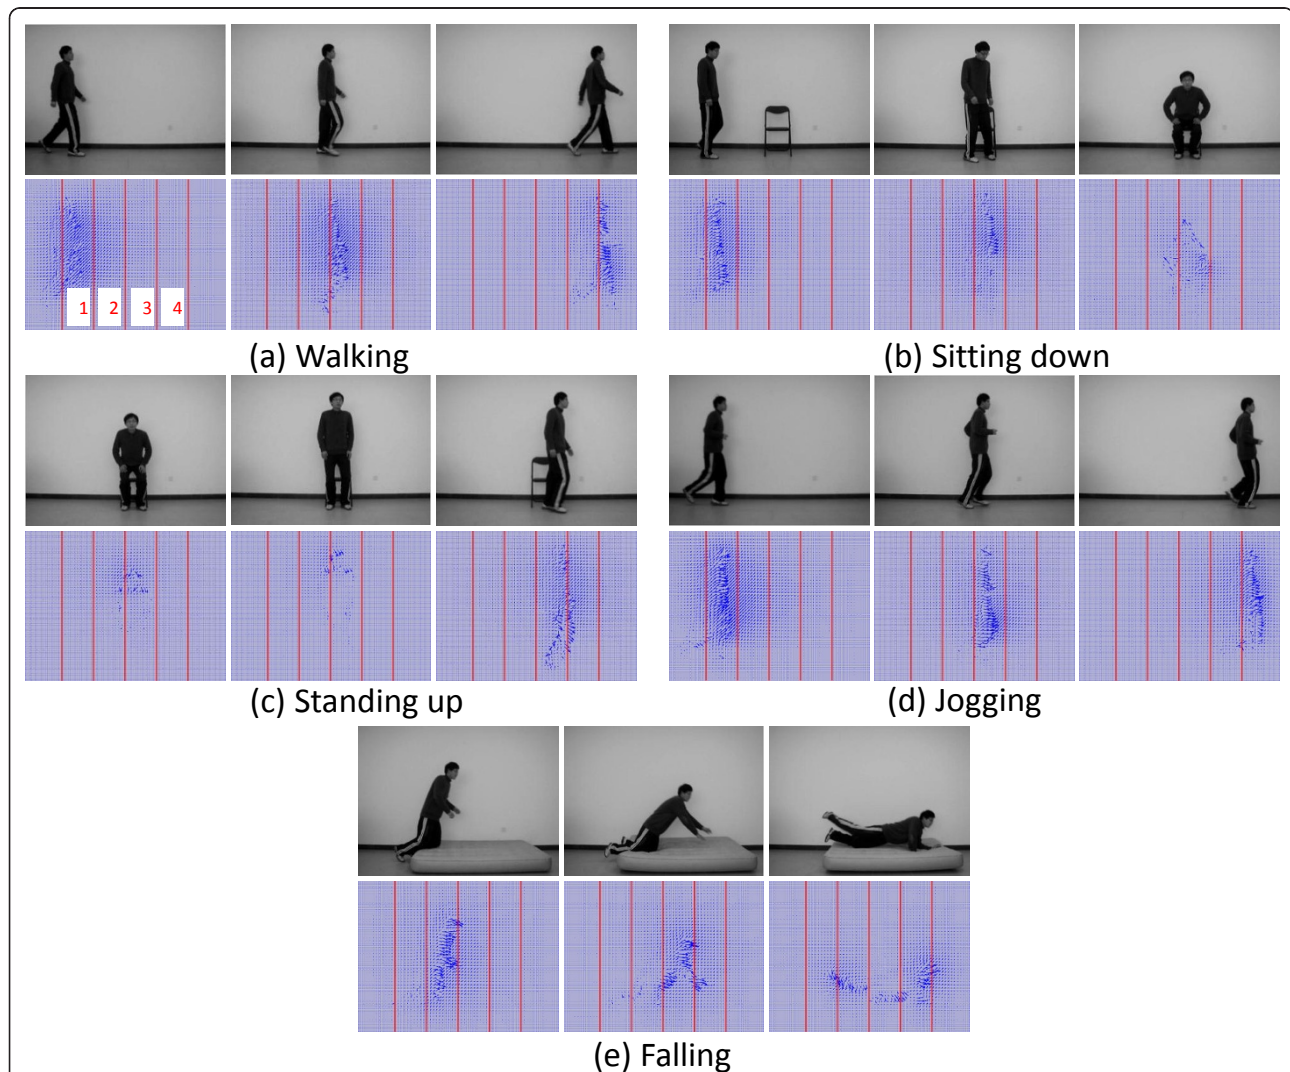 1 2 3 4
(a) Walking
(b) Sitting down
(c) Standing up
(d) Jogging
(e) Falling